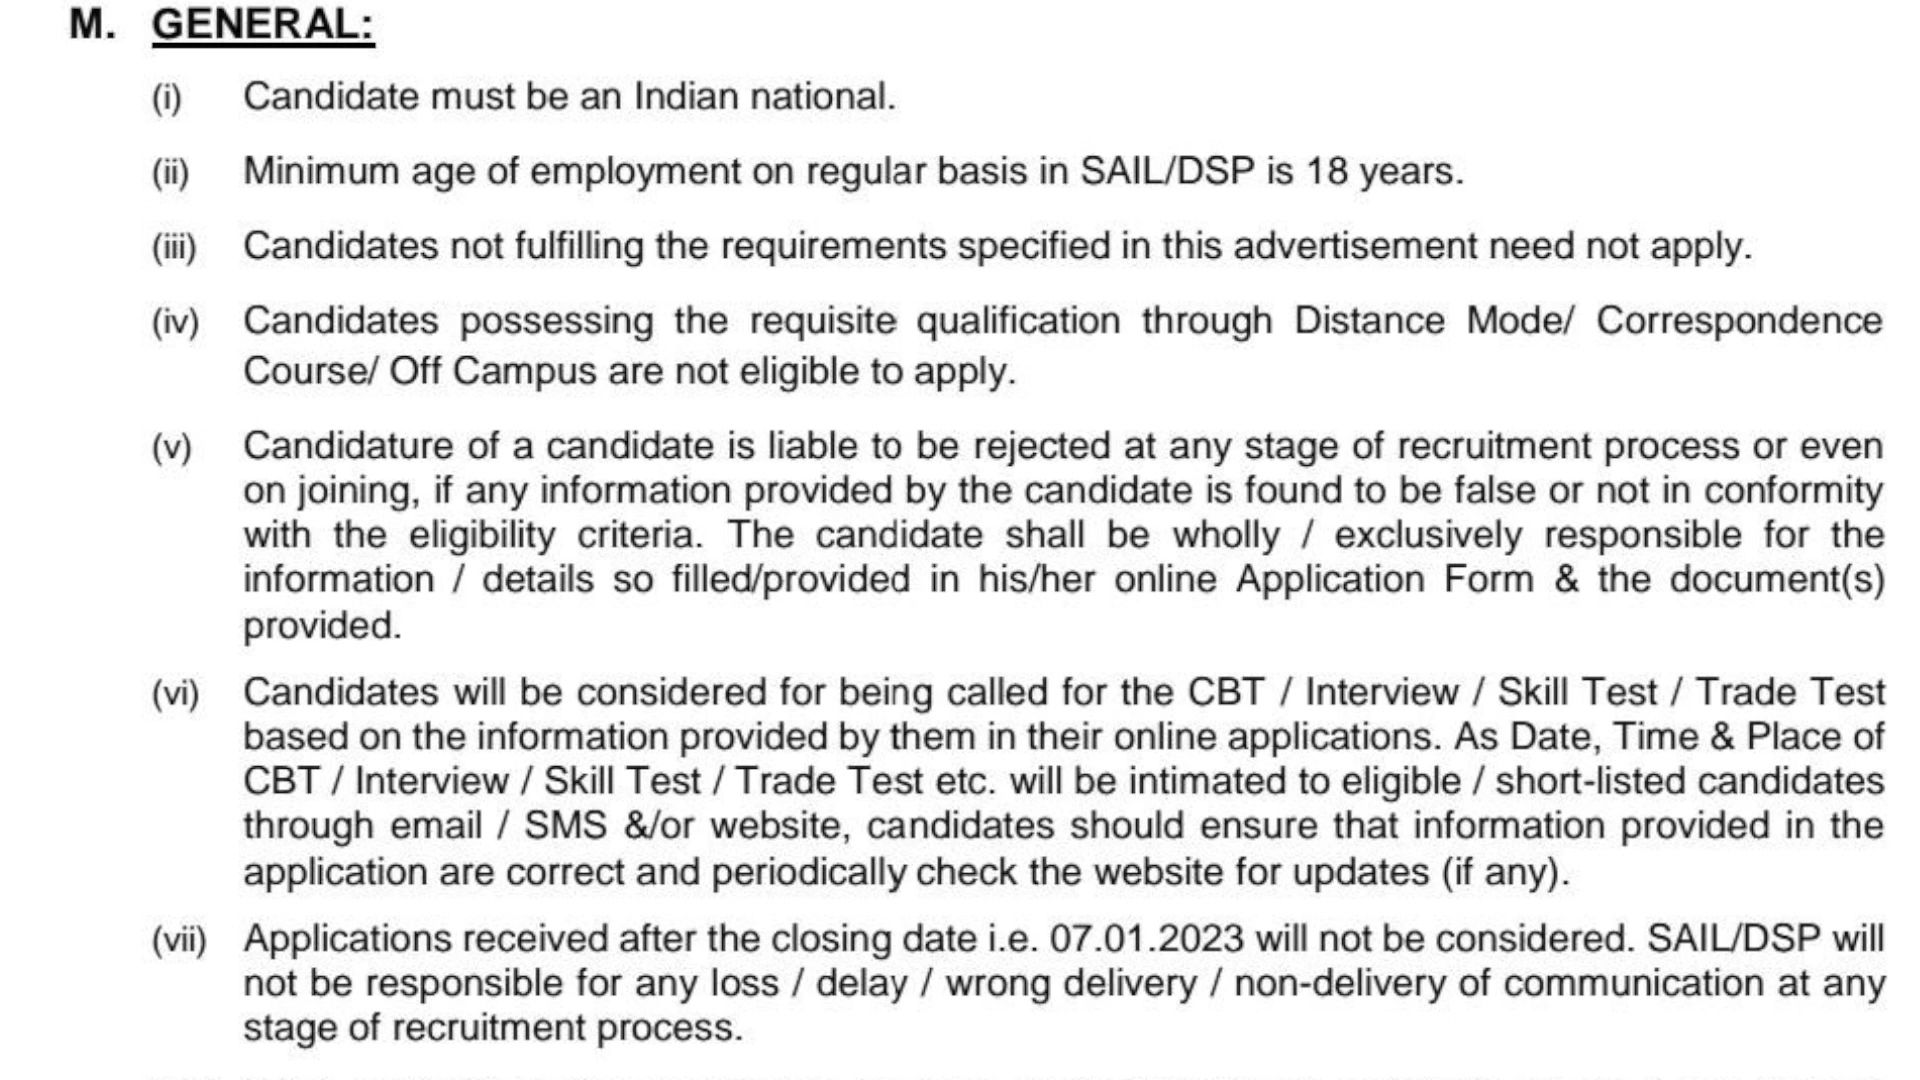 M. GENERAL:
(i) Candidate must be an Indian national.
(ii) Minimum age of employment on regular basis in SAIL/DSP is 18 years.
(iii) Candidates not fulfilling the requirements specified in this advertisement need not apply.
(iv) Candidates possessing the requisite qualification through Distance Mode/ Correspondence
Course/ Off Campus are not eligible to apply.
(v) Candidature of a candidate is liable to be rejected at any stage of recruitment process or even
on joining, if any information provided by the candidate is found to be false or not in conformity
with the eligibility criteria. The candidate shall be wholly / exclusively responsible for the
information / details so filled/provided in his/her online Application Form & the document(s)
provided.
(vi) Candidates will be considered for being called for the CBT / Interview / Skill Test / Trade Test
based on the information provided by them in their online applications. As Date, Time & Place of
CBT / Interview / Skill Test / Trade Test etc. will be intimated to eligible / short-listed candidates
through email / SMS &/or website, candidates should ensure that information provided in the
application are correct and periodically check the website for updates (if any).
(vii) Applications received after the closing date i.e. 07.01.2023 will not be considered. SAIL/DSP will
not be responsible for any loss / delay / wrong delivery / non-delivery of communication at any
stage of recruitment process.